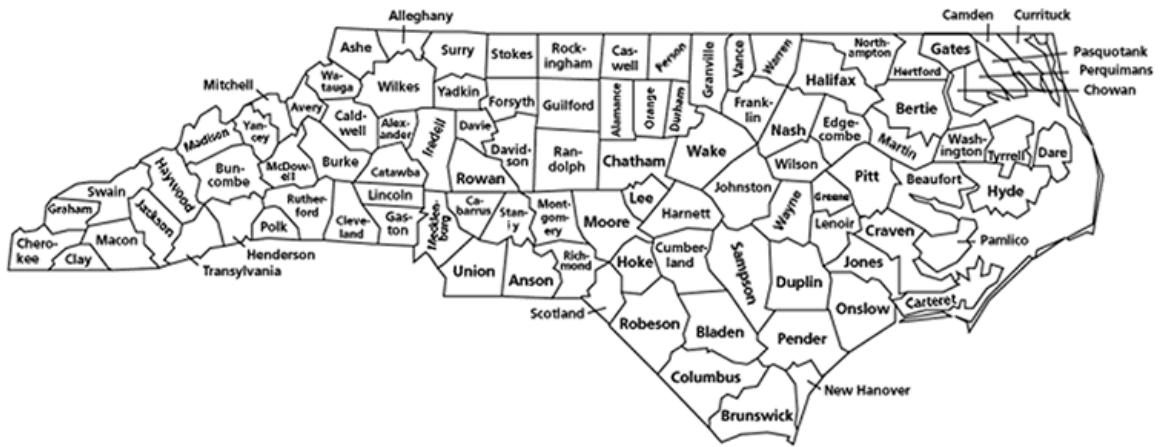 Alleghany
Camden
Currituck
Ashe
Surry
Stokes
Rock-
ingham
Cas-
well
Person
Granville
Vance
Warren
North-
ampton
Gates
Pasquotank
Hertford
Perquimans
Chowan
Mitchell
Wa-
tauga
Wilkes
Yadkin
Forsyth
Guilford
Alamance
Orange
Durham
Frank-
lin
Halifax
Bertie
Avery
Cald-
well
Alex-
ander
Iredell
Davie
Nash
Edge-
combe
Martin
Wash-
ington
Tyrrell
Dare
Madison
Yan-
cey
McDow-
ell
Burke
Catawba
David-
son
Ran-
dolph
Chatham
Wake
Wilson
Haywood
Bun-
combe
Rowan
Pitt
Beaufort
Hyde
Swain
Ruther-
ford
Lincoln
Lee
Johnston
Greene
Graham
Jackson
Polk
Cleve-
land
Gas-
ton
Mecklen-
burg
Ca-
barrus
Stan-
i y
Mont-
gom-
ery
Moore
Harnett
Wayne
Lenoir
Craven
Pamlico
Chero-
kee
Clay
Macon
Henderson
Transylvania
Union
Anson
Rich-
mond
Hoke
Cumber-
land
Sampson
Duplin
Jones
Onslow
Carteret
Scotland
Robeson
Bladen
Pender
Columbus
New Hanover
Brunswick